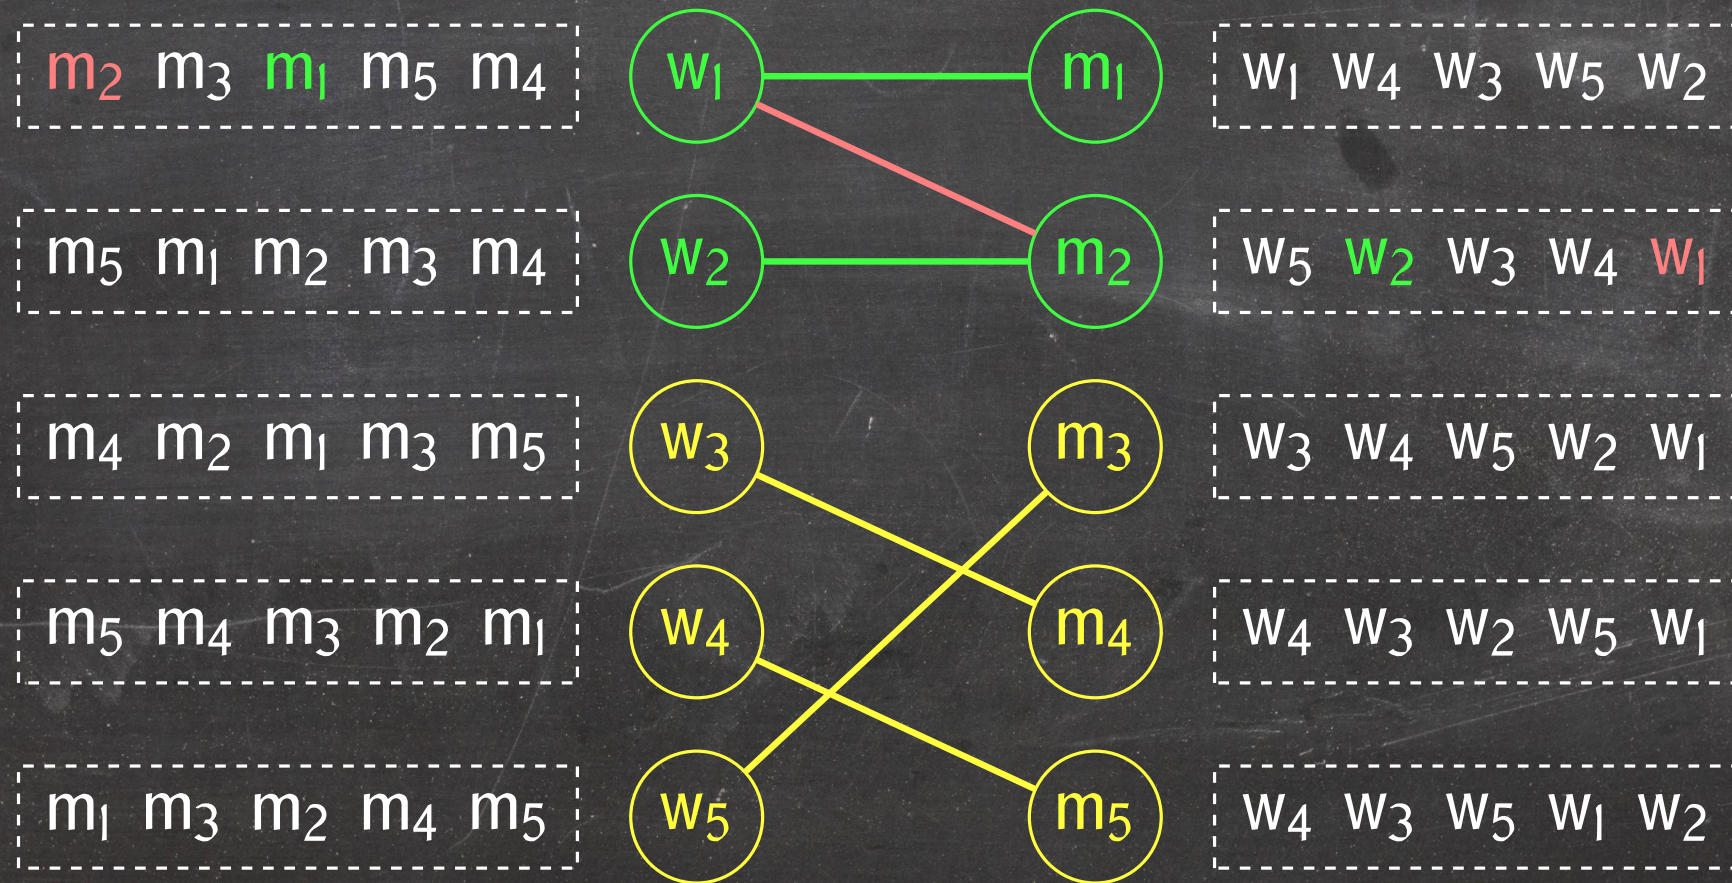 m₂ m₃ m₁ m₅ m₄ w₁ m₁ w₁ w₄ w₃ w₅ w₂
m₅ m₁ m₂ m₃ m₄ w₂ m₂ w₅ w₂ w₃ w₄ w₁
m₄ m₂ m₁ m₃ m₅ w₃ m₃ w₃ w₄ w₅ w₂ w₁
m₅ m₄ m₃ m₂ m₁ w₄ m�4 w₄ w₃ w₂ w₅ w₁
m₁ m₃ m₂ m₄ m₅ w₅ m₅ w₄ w₃ w₅ w₁ w₂